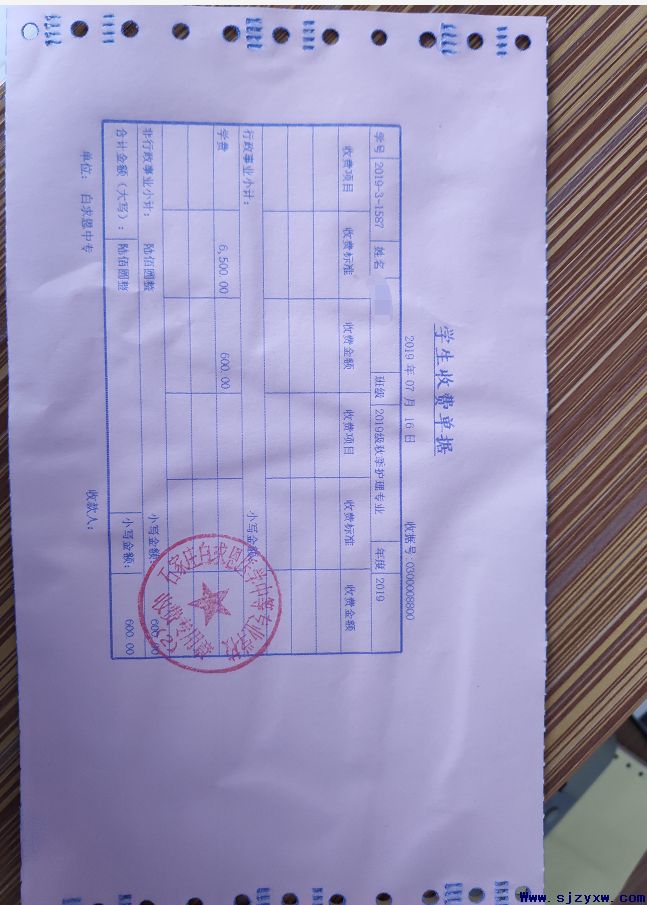 学生收费单据
2019 年 07 月 16 日 收据号:0300008800
学号 2019-3-1587 姓名 班级 2019级秋季护理专业 年度 2019
收费项目 收费标准 收费金额 收费项目 收费标准 收费金额
行政事业小计: 小写金额:
学费 6,500.00 600.00
非行政事业小计: 陆佰圆整 小写金额: 600.00
合计金额(大写): 陆佰圆整 小写金额: 600.00
单位: 白求恩中专 收款人:
石家庄白求恩医学中等专业学校
收费专用章
(2)
Www.sjzyxw.com